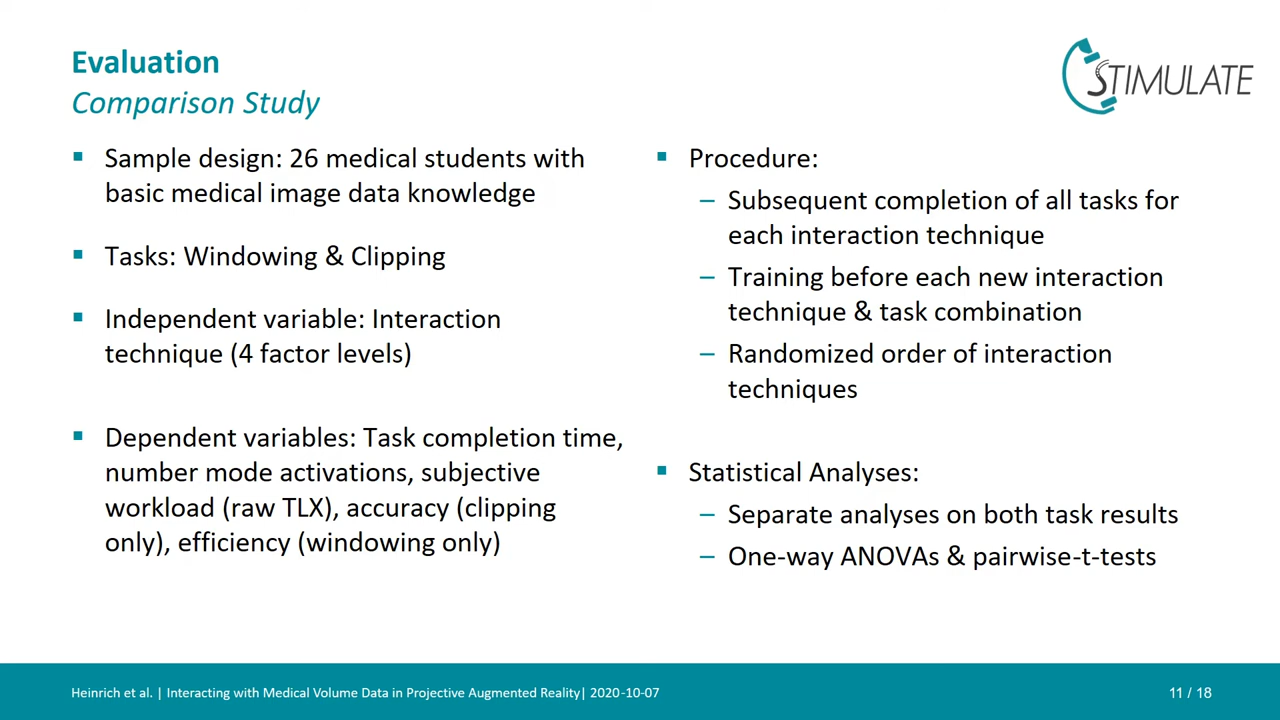 Evaluation
Comparison Study
STIMULATE
▪ Sample design: 26 medical students with
basic medical image data knowledge
▪ Tasks: Windowing & Clipping
▪ Independent variable: Interaction
technique (4 factor levels)
▪ Dependent variables: Task completion time,
number mode activations, subjective
workload (raw TLX), accuracy (clipping
only), efficiency (windowing only)
▪ Procedure:
– Subsequent completion of all tasks for
each interaction technique
– Training before each new interaction
technique & task combination
– Randomized order of interaction
techniques
▪ Statistical Analyses:
– Separate analyses on both task results
– One-way ANOVAs & pairwise-t-tests
Heinrich et al. | Interacting with Medical Volume Data in Projective Augmented Reality| 2020-10-07
11 / 18